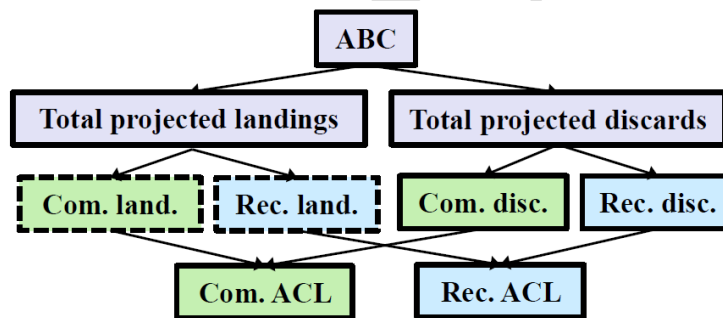 ABC
Total projected landings
Total projected discards
Com. land.
Rec. land.
Com. disc.
Rec. disc.
Com. ACL
Rec. ACL